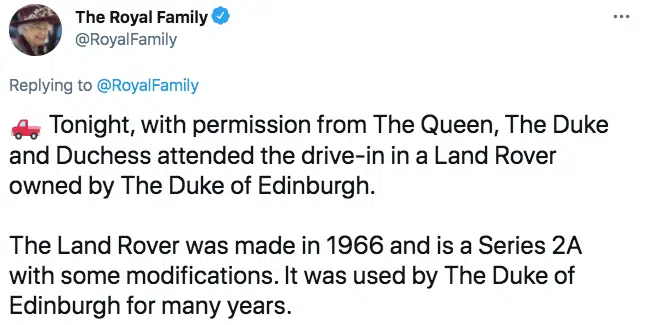 The Royal Family
@RoyalFamily
Replying to @RoyalFamily
Tonight, with permission from The Queen, The Duke
and Duchess attended the drive-in in a Land Rover
owned by The Duke of Edinburgh.
The Land Rover was made in 1966 and is a Series 2A
with some modifications. It was used by The Duke of
Edinburgh for many years.